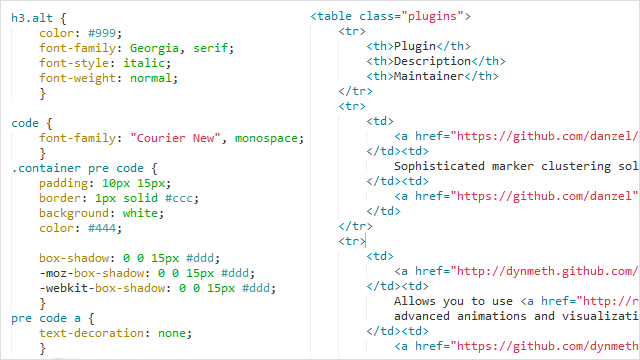 h3.alt {
color: #999;
font-family: Georgia, serif;
font-style: italic;
font-weight: normal;
}
code {
font-family: "Courier New", monospace;
}
.container pre code {
padding: 10px 15px;
border: 1px solid #ccc;
background: white;
color: #444;
box-shadow: 0 0 15px #ddd;
-moz-box-shadow: 0 0 15px #ddd;
-webkit-box-shadow: 0 0 15px #ddd;
}
pre code a {
text-decoration: none;
}
<table class="plugins">
<tr>
<th>Plugin</th>
<th>Description</th>
<th>Maintainer</th>
</tr>
<tr>
<td>
<a href="https://github.com/danzel/
</td><td>
Sophisticated marker clustering sol
</td><td>
<a href="https://github.com/danzel"
</td>
</tr>
<tr>
<td>
<a href="http://dynmeth.github.com/
</td><td>
Allows you to use <a href="http://r
advanced animations and visualizati
</td><td>
<a href="https://github.com/dynmeth